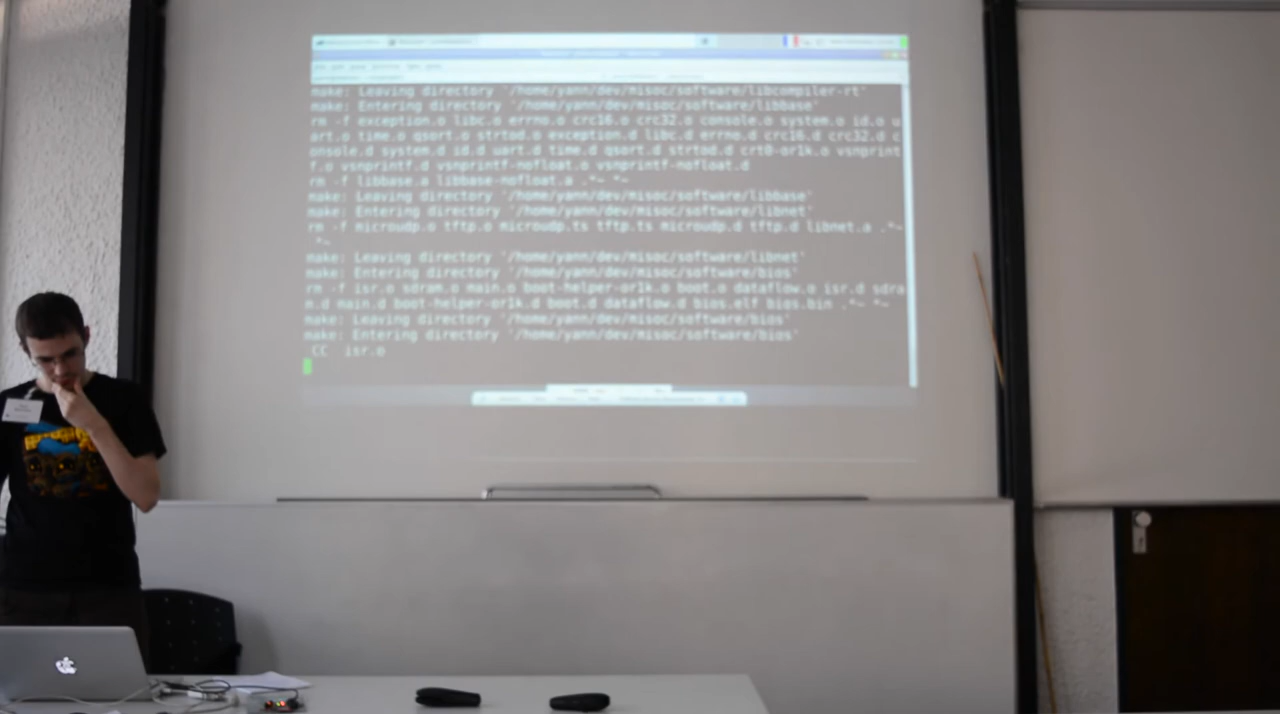 make: Leaving directory '/home/yann/dev/misoc/software/libcompiler-rt'
make: Entering directory '/home/yann/dev/misoc/software/libbase'
rm -f exception.o libc.o errno.o crc16.o crc32.o console.o system.o id.o u
art.o time.o qsort.o strtod.o exception.d libc.d errno.d crc16.d crc32.d c
onsole.d system.d id.d uart.d time.d qsort.d strtod.d crt0-or1k.o vsnprint
f.o vsnprintf.d vsnprintf-nofloat.o vsnprintf-nofloat.d
rm -f libbase.a libbase-nofloat.a .*~ *~
make: Leaving directory '/home/yann/dev/misoc/software/libbase'
make: Entering directory '/home/yann/dev/misoc/software/libnet'
rm -f microudp.o tftp.o microudp.ts tftp.ts microudp.d tftp.d libnet.a .*~
*~
make: Leaving directory '/home/yann/dev/misoc/software/libnet'
make: Entering directory '/home/yann/dev/misoc/software/bios'
rm -f isr.o sdram.o main.o boot-helper-or1k.o boot.o dataflow.o isr.d sdra
m.d main.d boot-helper-or1k.d boot.d dataflow.d bios.elf bios.bin .*~ *~
make: Leaving directory '/home/yann/dev/misoc/software/bios'
make: Entering directory '/home/yann/dev/misoc/software/bios'
CC isr.o